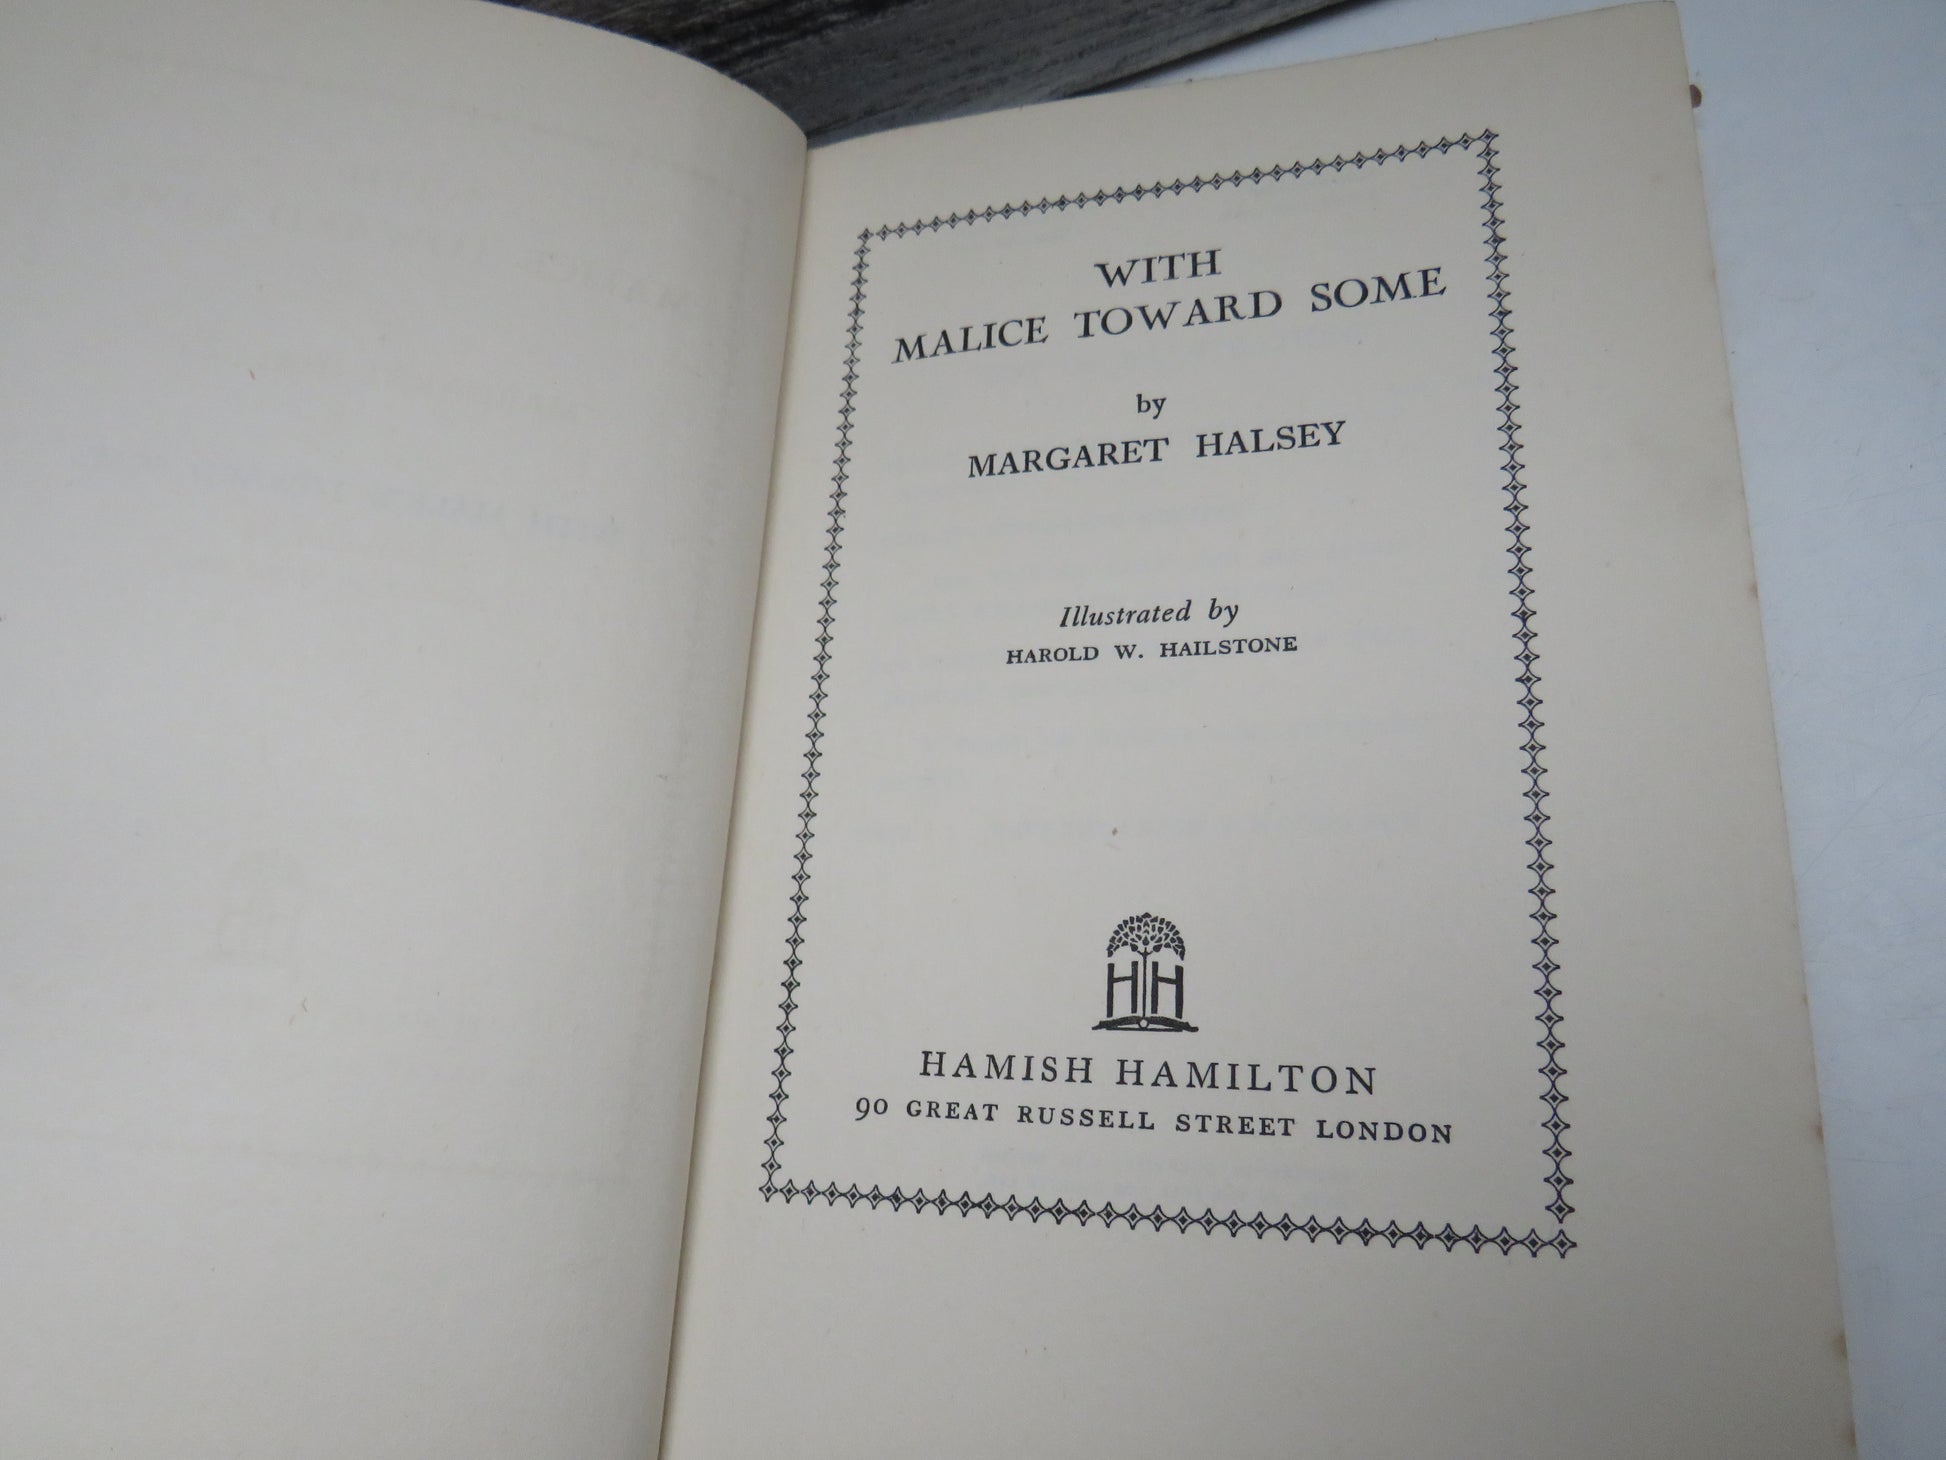 WITH
MALICE TOWARD SOME
by
MARGARET HALSEY
Illustrated by
HAROLD W. HAILSTONE
HH
HAMISH HAMILTON
90 GREAT RUSSELL STREET LONDON